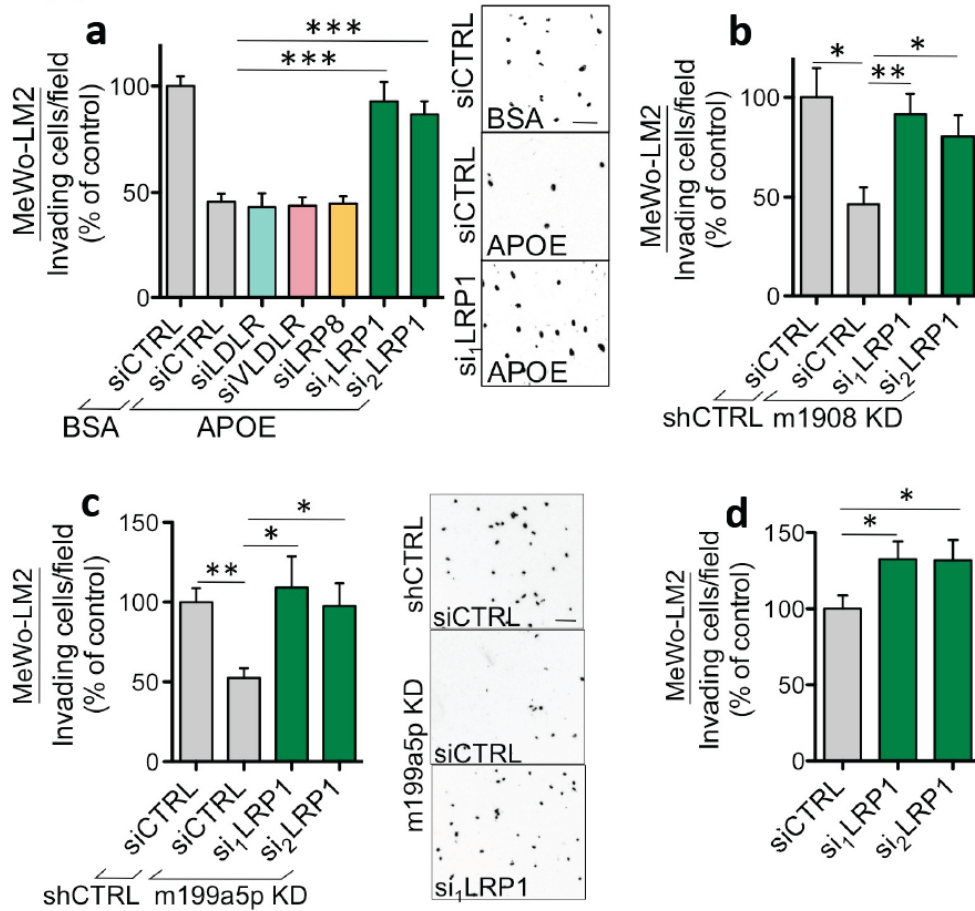 a
MeWo-LM2
Invading cells/field
(% of control)
100
50
0
***
***
siCTRL
siCTRL
siLDLR
siVLDLR
siLRP8
si₁LRP1
si₂LRP1
BSA
APOE
siCTRL
BSA
siCTRL
APOE
si₁LRP1
APOE
b
MeWo-LM2
Invading cells/field
(% of control)
100
50
0
*
**
*
siCTRL
siCTRL
si₁LRP1
si₂LRP1
shCTRL m1908 KD
c
MeWo-LM2
Invading cells/field
(% of control)
150
100
50
0
**
*
*
siCTRL
siCTRL
si₁LRP1
si₂LRP1
shCTRL m199a5p KD
shCTRL
siCTRL
m199a5p KD
siCTRL
si₁LRP1
d
MeWo-LM2
Invading cells/field
(% of control)
150
100
50
0
*
*
siCTRL
si₁LRP1
si₂LRP1